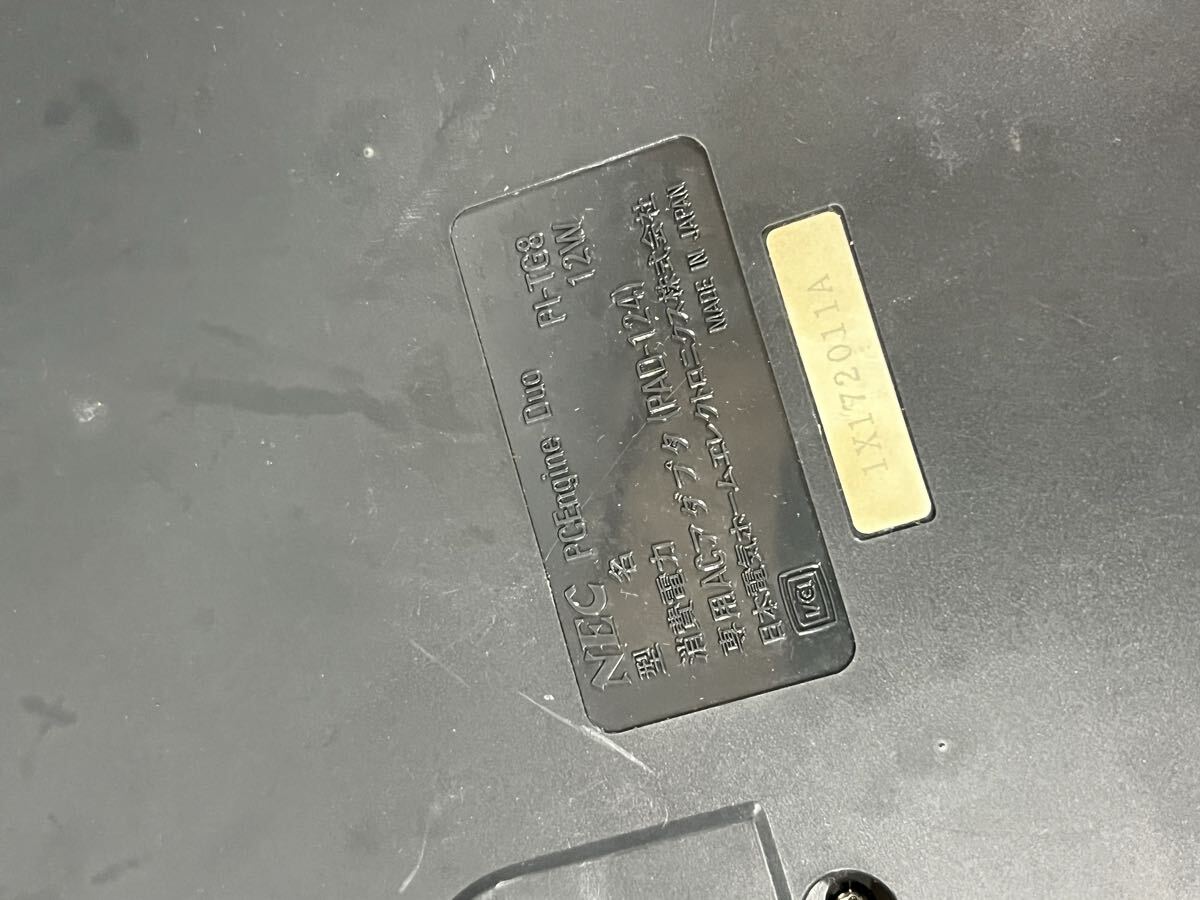 NEC PCEngine Duo
型名 PI-TG8
消費電力 12W
専用ACアダプタ (PAD-124)
日本電気ホームエレクトロニクス株式会社
MADE IN JAPAN
1X172011A